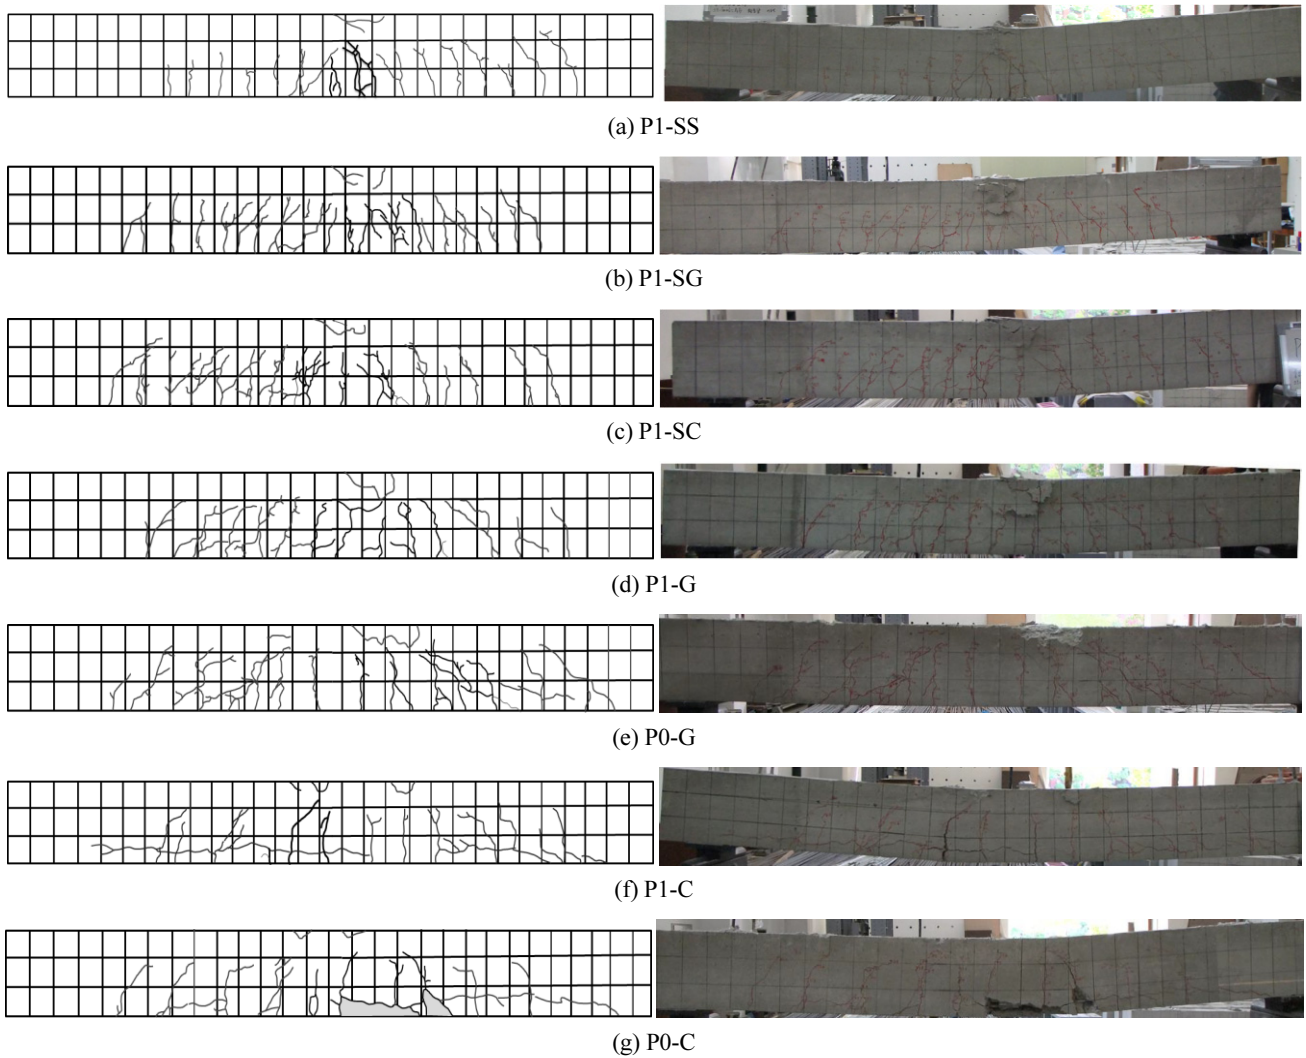 (a) P1-SS
(b) P1-SG
(c) P1-SC
(d) P1-G
(e) P0-G
(f) P1-C
(g) P0-C